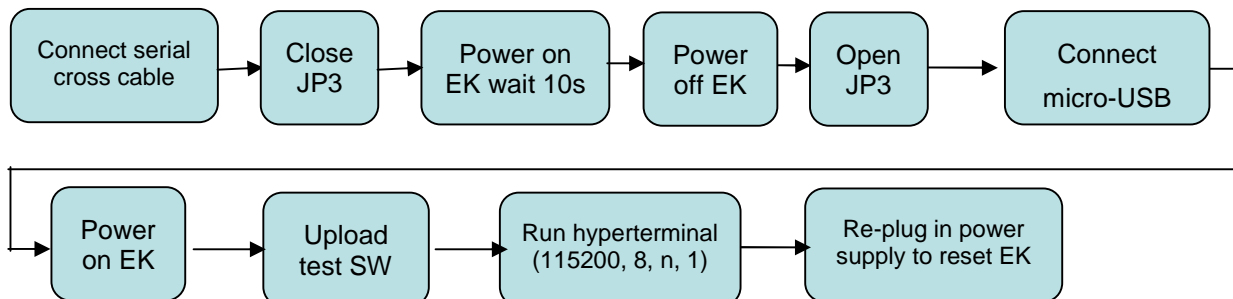 Connect serial
cross cable
Close
JP3
Power on
EK wait 10s
Power
off EK
Open
JP3
Connect
micro-USB
Power
on EK
Upload
test SW
Run hyperterminal
(115200, 8, n, 1)
Re-plug in power
supply to reset EK